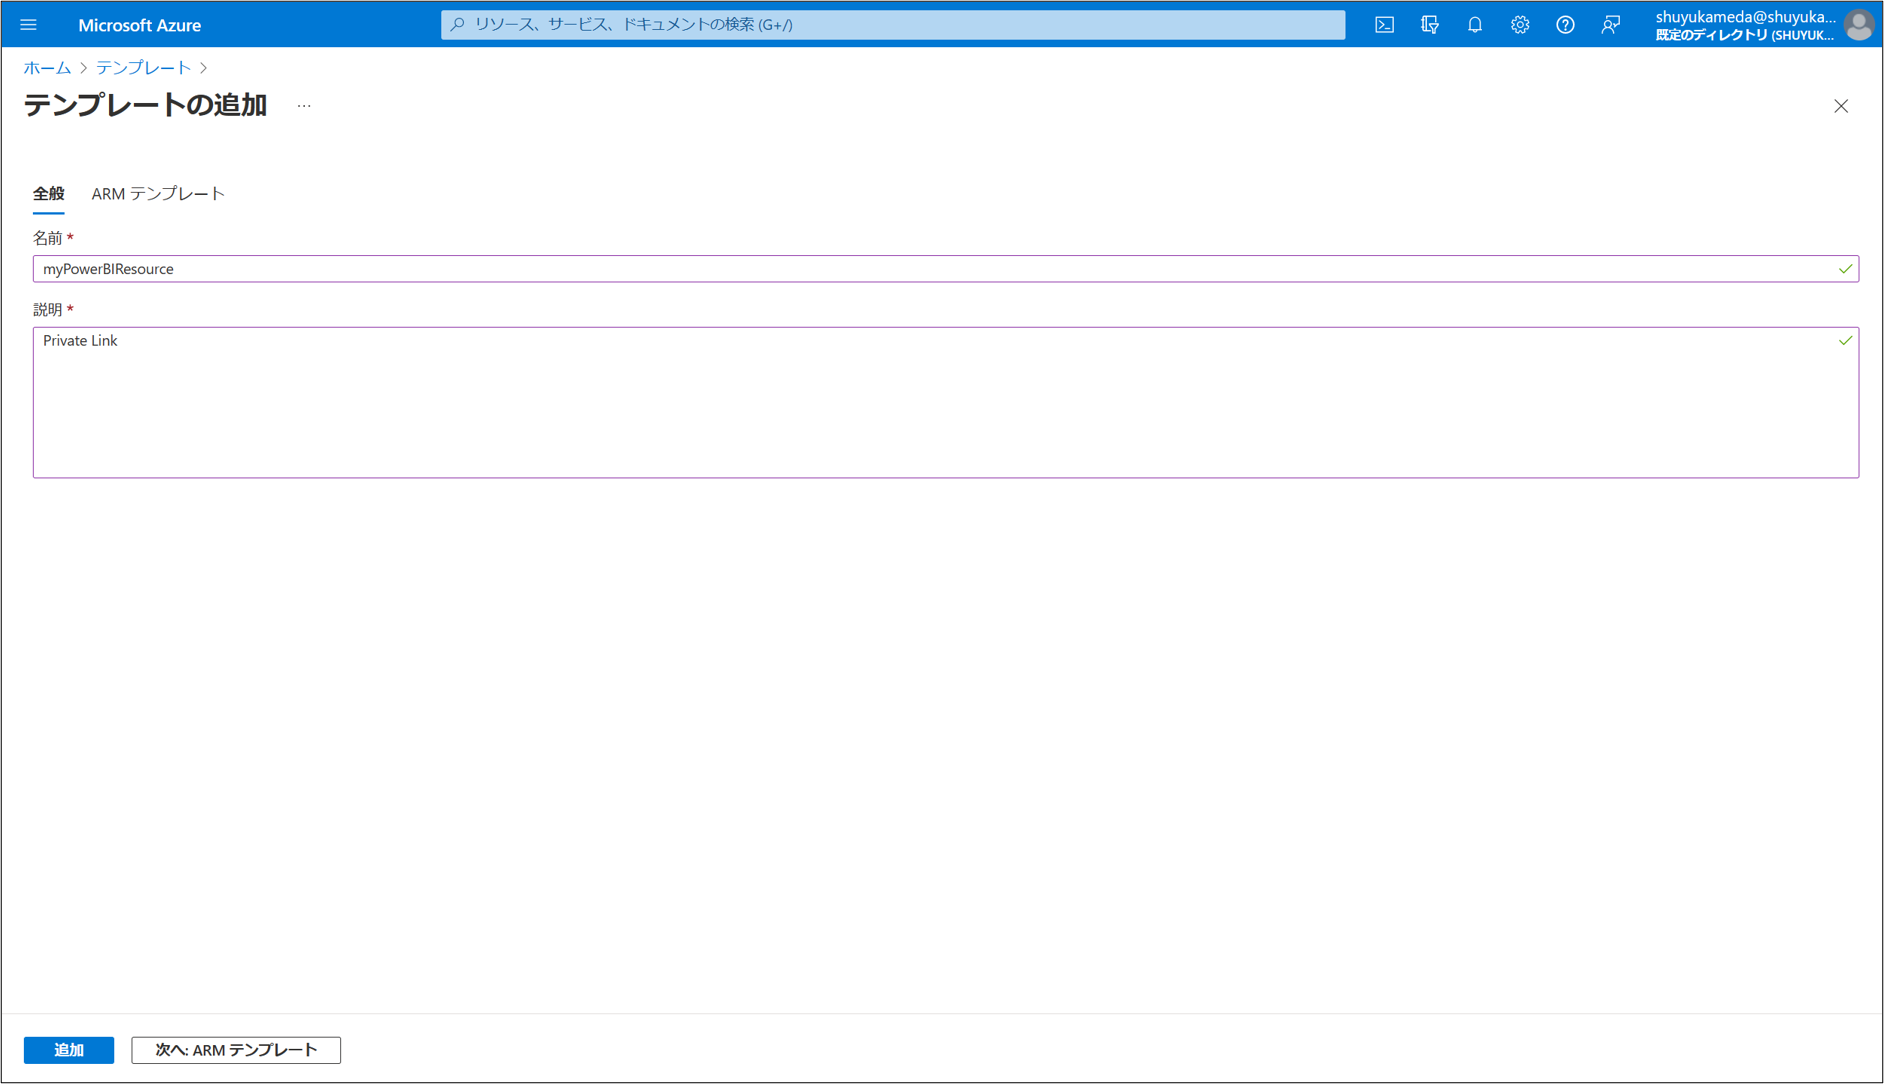 Microsoft Azure
リソース、サービス、ドキュメントの検索 (G+/)
shuyukameda@shuyuka...
既定のディレクトリ (SHUYUK...
ホーム > テンプレート >
テンプレートの追加 ...
全般 ARM テンプレート
名前 *
myPowerBIResource
説明 *
Private Link
追加 次へ: ARM テンプレート